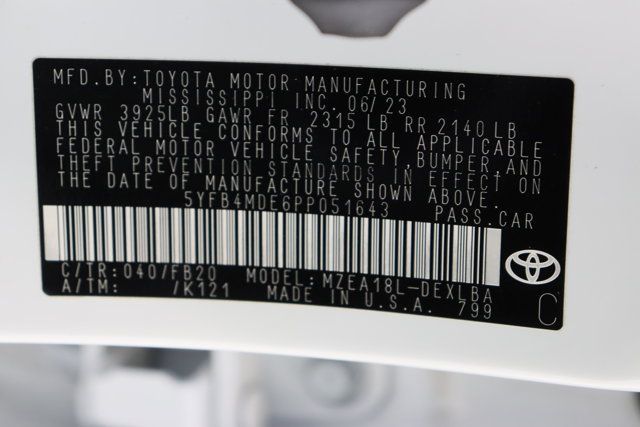 MFD.BY:TOYOTA MOTOR MANUFACTURING
MISSISSIPPI INC. 06/23
GVWR 3925LB GAWR FR 2315 LB RR 2140 LB
THIS VEHICLE CONFORMS TO ALL APPLICABLE
FEDERAL MOTOR VEHICLE SAFETY,BUMPER,AND
THEFT PREVENTION STANDARDS IN EFFECT ON
THE DATE OF MANUFACTURE SHOWN ABOVE.
5YFB4MDE6PP051643 PASS.CAR
C/TR:040/FB20 MODEL:MZEA18L-DEXLBA
A/TM: /K121 MADE IN U.S.A. 799
C